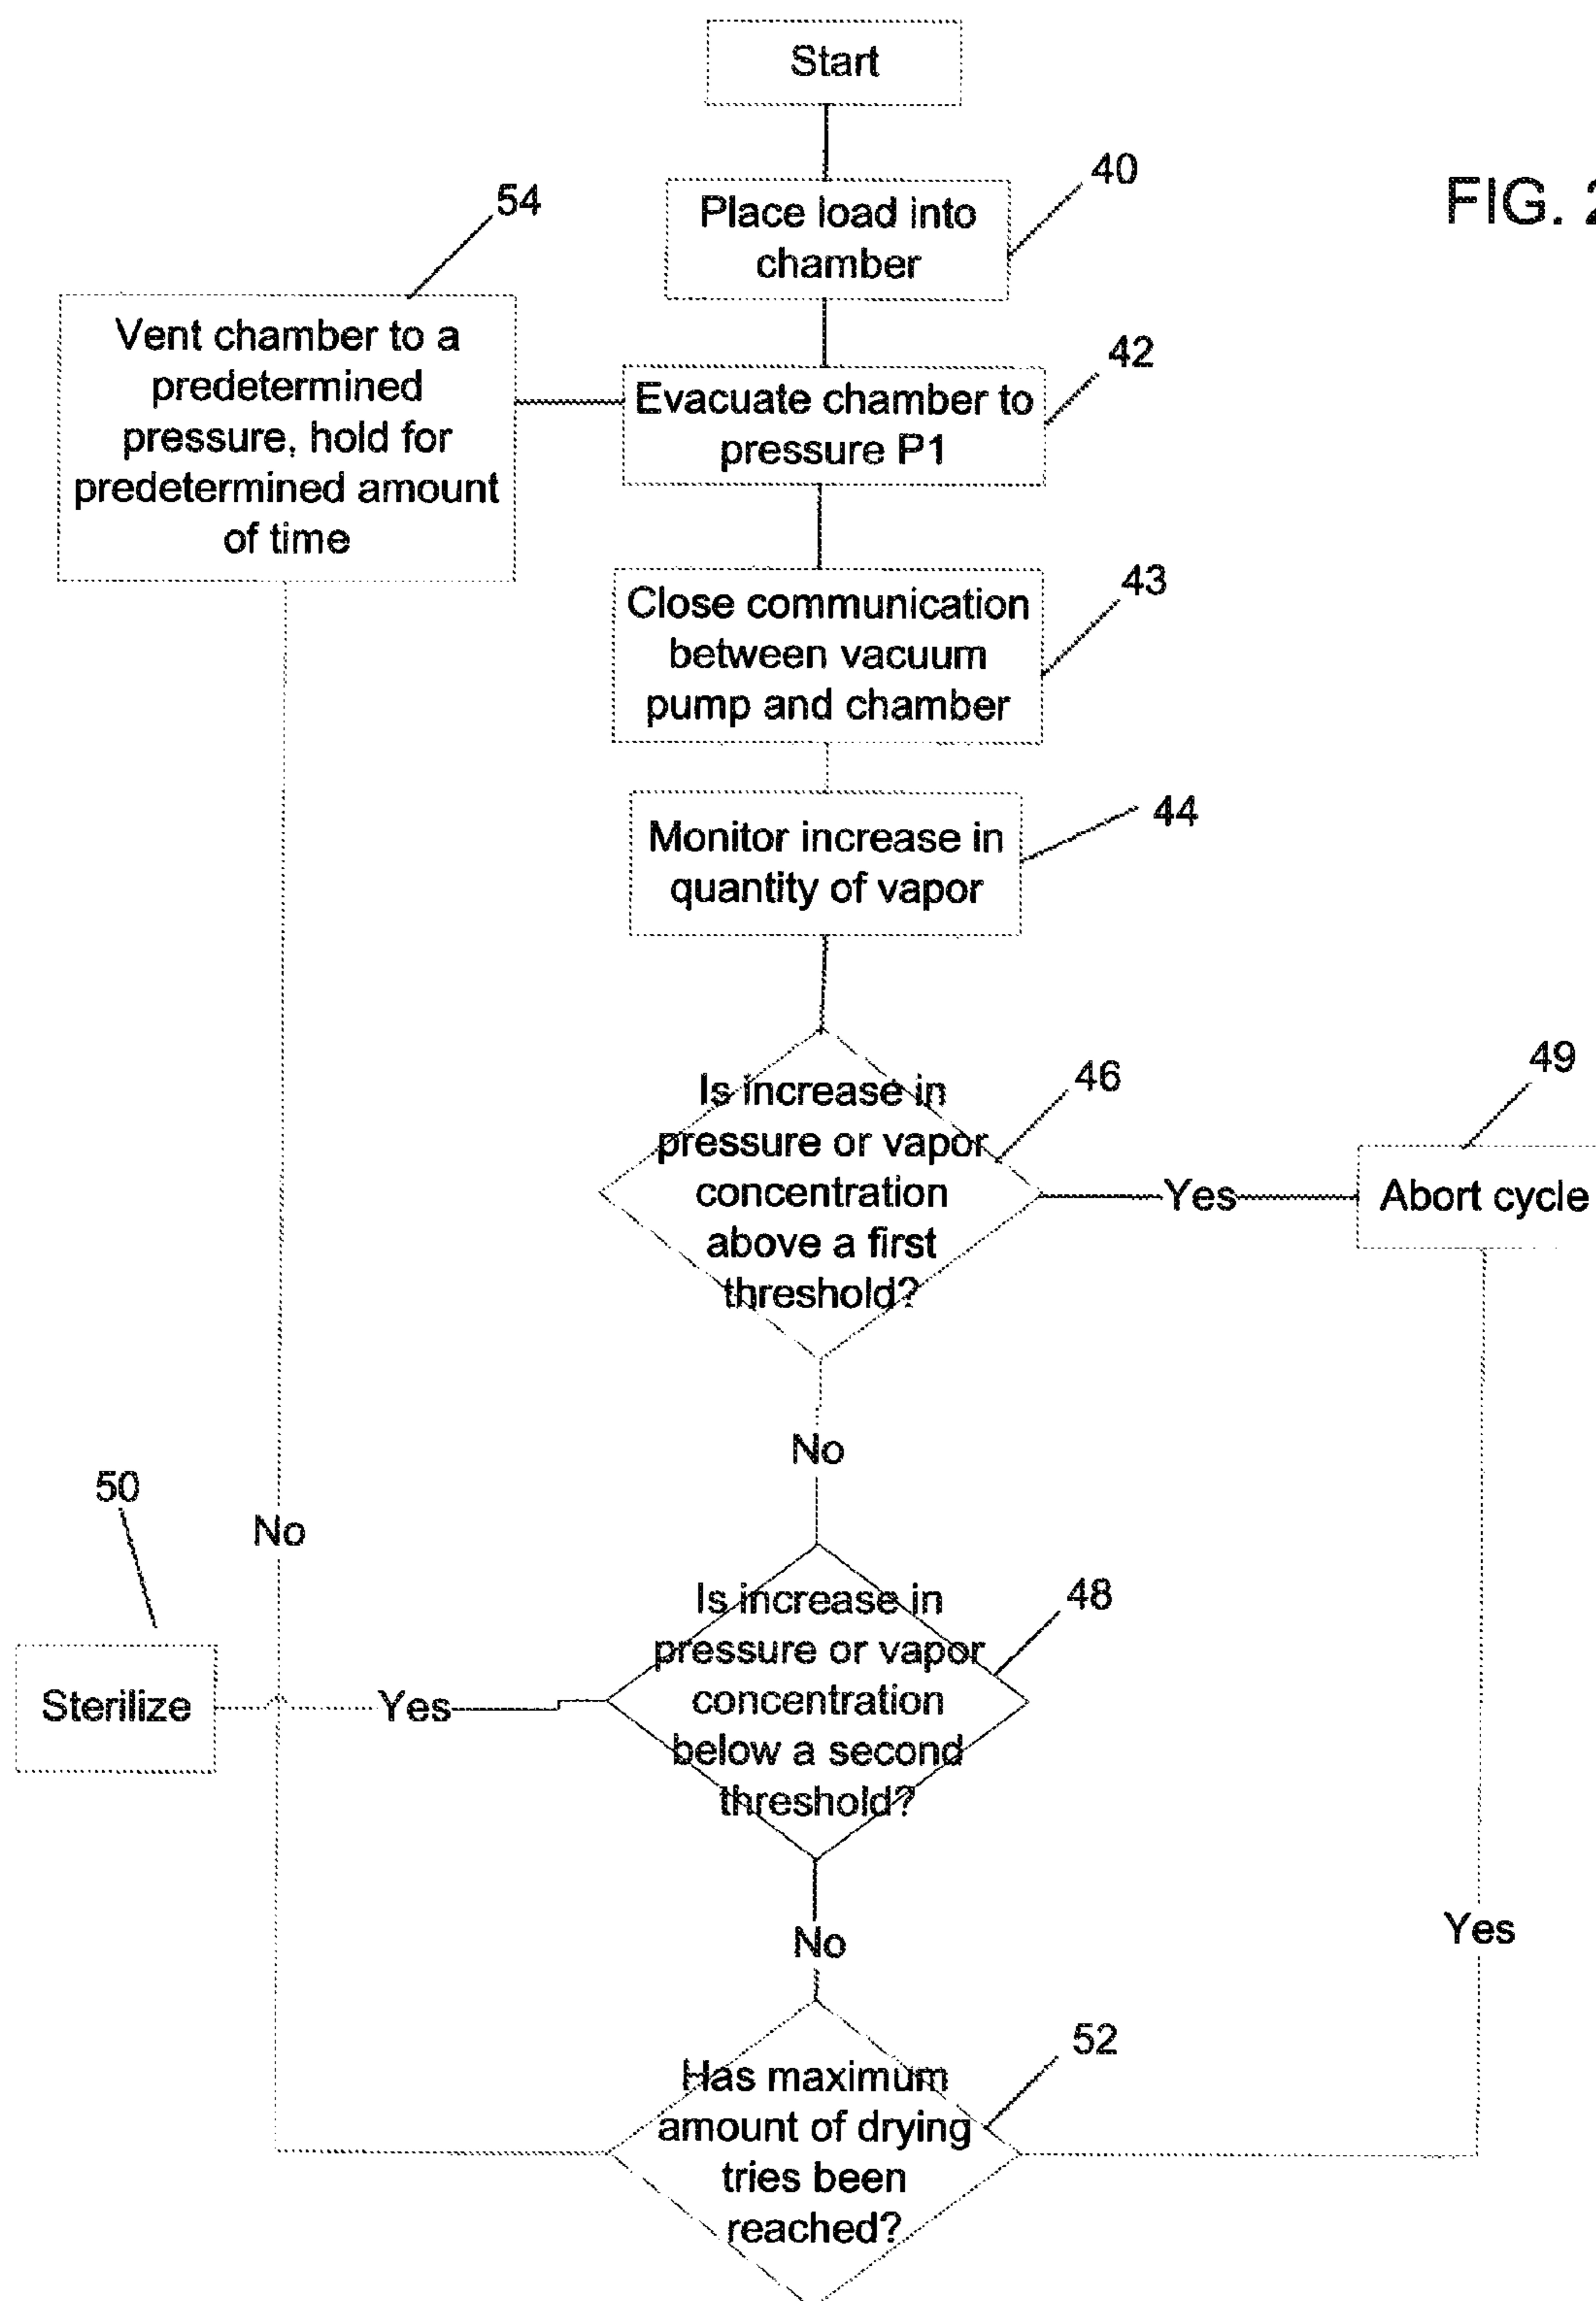 Start
40
FIG. 2
54
Place load into
chamber
Vent chamber to a
predetermined
pressure, hold for
predetermined amount
of time
42
Evacuate chamber to
pressure P1
43
Close communication
between vacuum
pump and chamber
44
Monitor increase in
quantity of vapor
46
Is increase in
pressure or vapor
concentration
above a first
threshold?
49
Yes
Abort cycle
No
50
No
48
Is increase in
pressure or vapor
concentration
below a second
threshold?
Sterilize
Yes
No
Yes
52
Has maximum
amount of drying
tries been
reached?